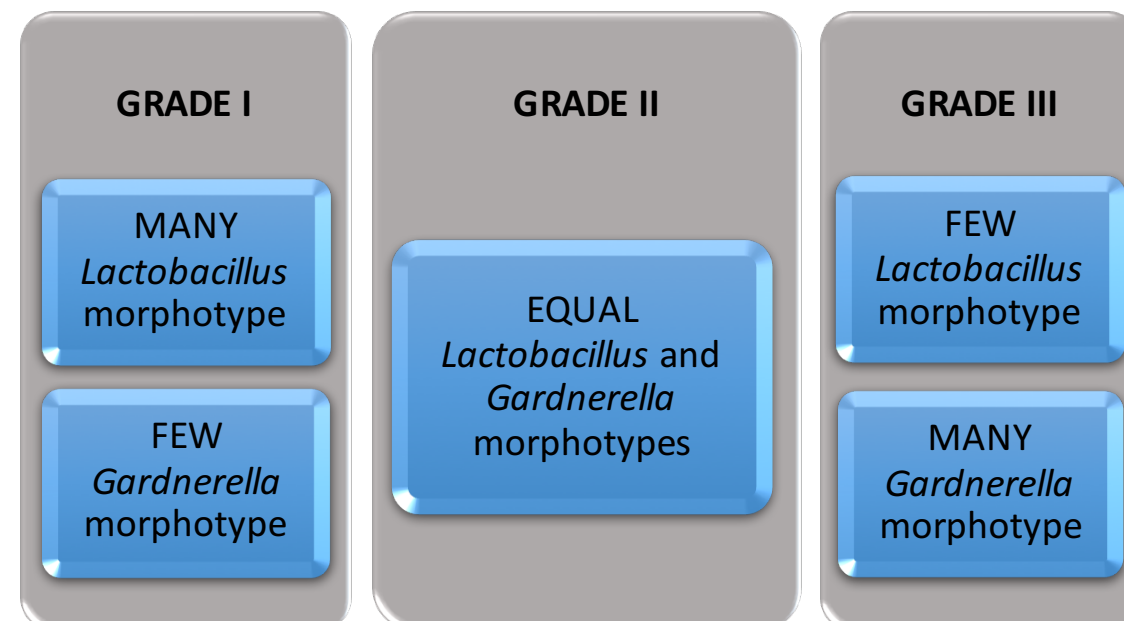 GRADE I
MANY
Lactobacillus
morphotype
FEW
Gardnerella
morphotype
GRADE II
EQUAL
Lactobacillus and
Gardnerella
morphotypes
GRADE III
FEW
Lactobacillus
morphotype
MANY
Gardnerella
morphotype